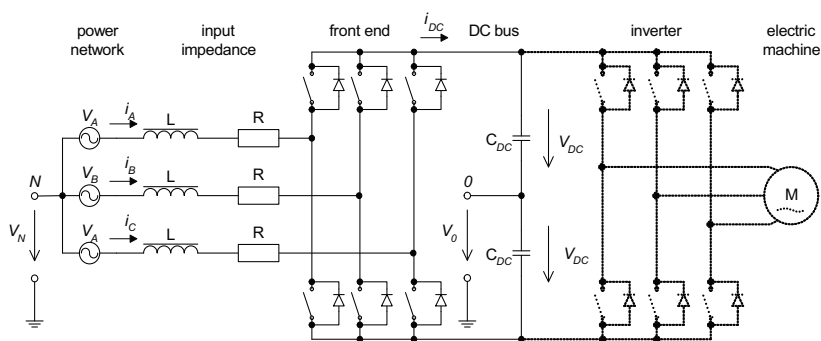 power network
input impedance
front end
i_DC
DC bus
inverter
electric machine
V_A
i_A
L
R
C_DC
V_DC
V_B
i_B
L
R
N
0
M
V_A
i_C
L
R
V_N
V_0
C_DC
V_DC